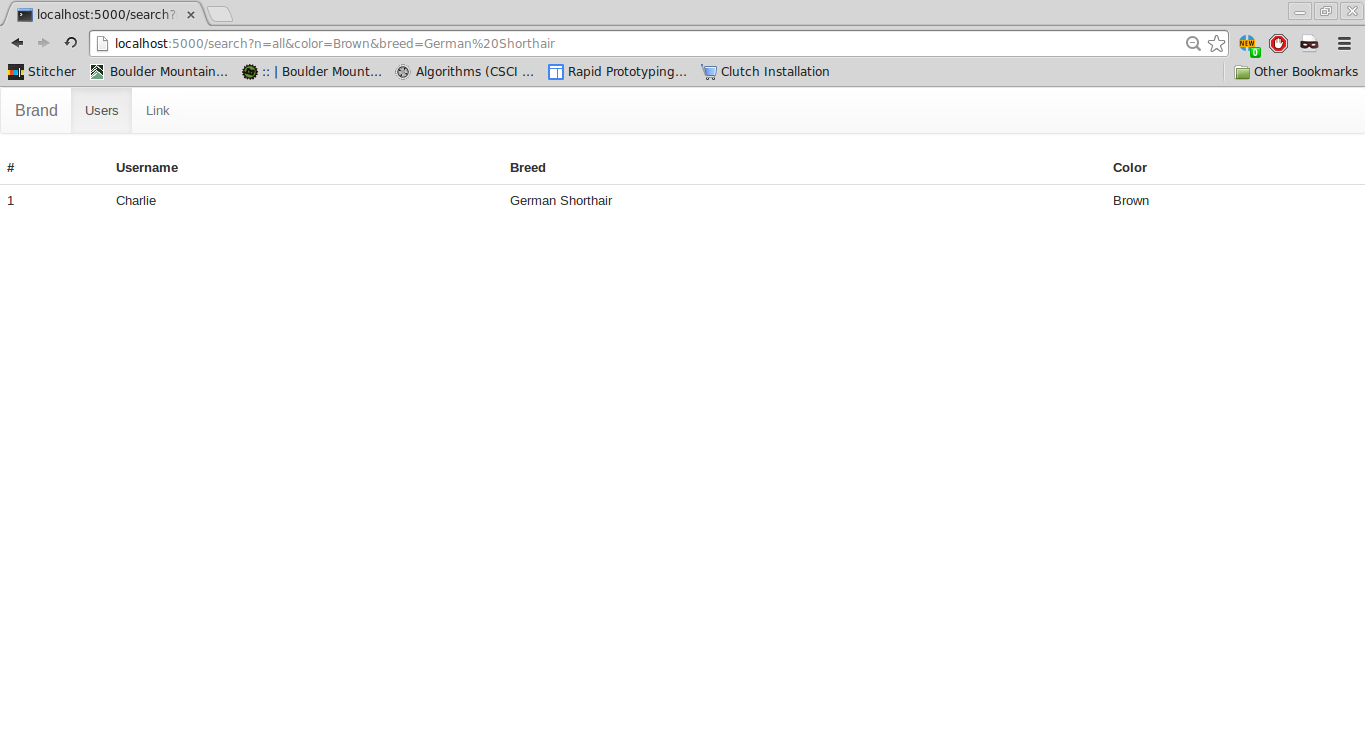 localhost:5000/search?
localhost:5000/search?n=all&color=Brown&breed=German%20Shorthair
NEW
0
Stitcher Boulder Mountain... :: | Boulder Mount... Algorithms (CSCI ... Rapid Prototyping... Clutch Installation Other Bookmarks
Brand Users Link
# Username Breed Color
1 Charlie German Shorthair Brown